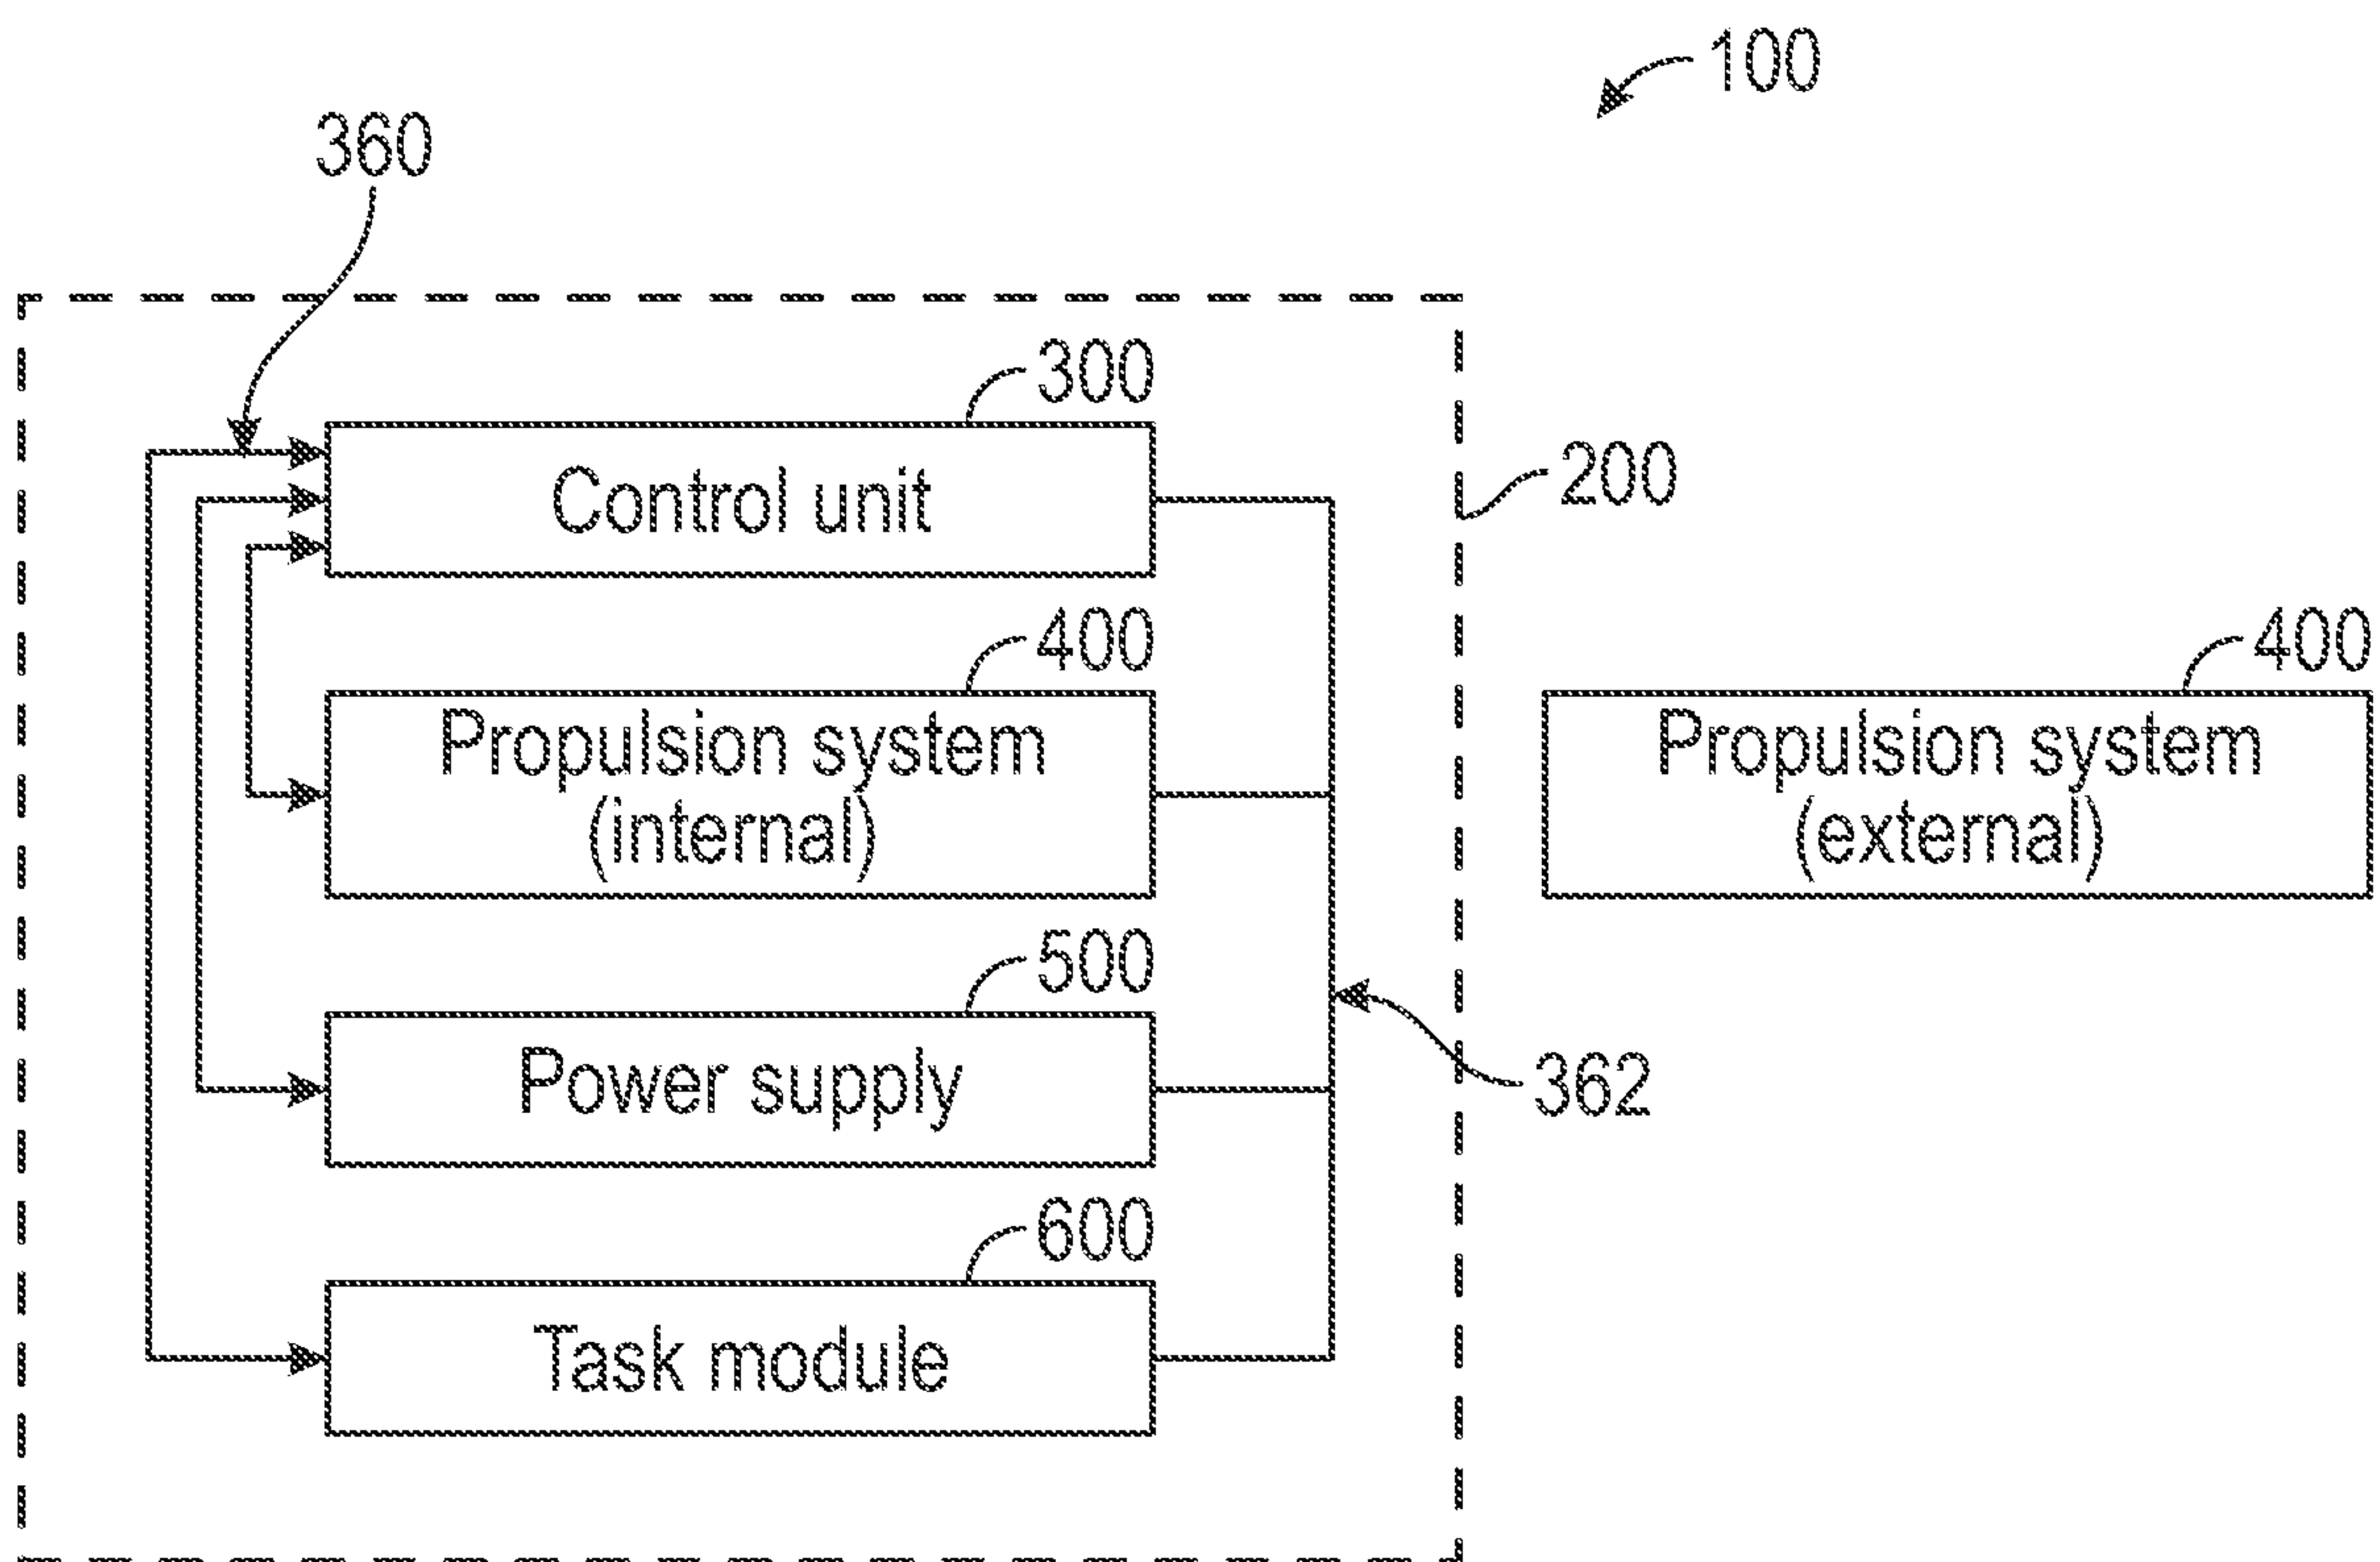 100
360
300
Control unit
200
400
Propulsion system
(internal)
400
Propulsion system
(external)
500
Power supply
362
600
Task module